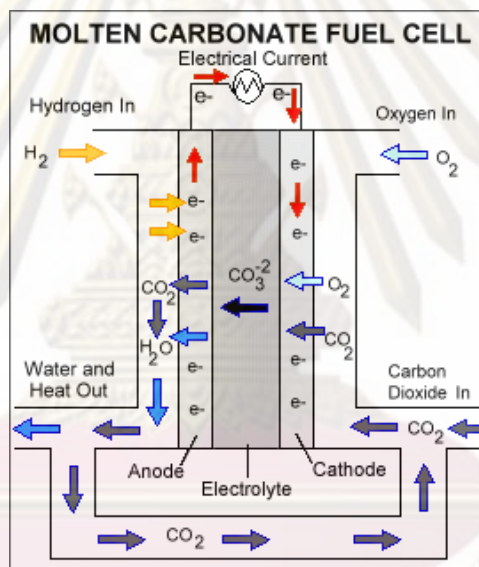 MOLTEN CARBONATE FUEL CELL
Electrical Current
e- e-
Hydrogen In
Oxygen In
H2
O2
e-
e-
e-
e-
CO3-2
CO2
O2
H2O
CO2
Water and
Heat Out
Carbon
Dioxide In
e-
e-
e-
e-
CO2
Anode
Cathode
Electrolyte
CO2